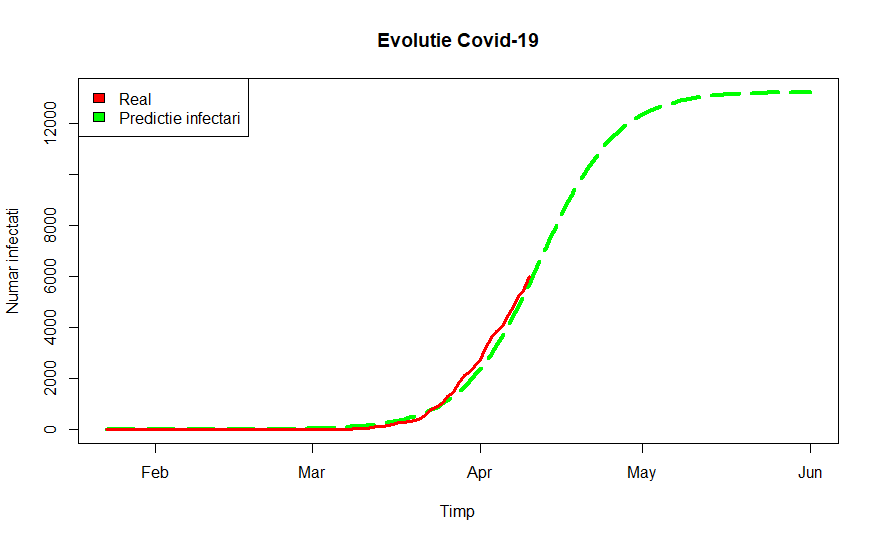 Evolutie Covid-19
Real
Predictie infectari
Numar infectati
12000
8000
6000
4000
2000
0
Feb
Mar
Apr
May
Jun
Timp